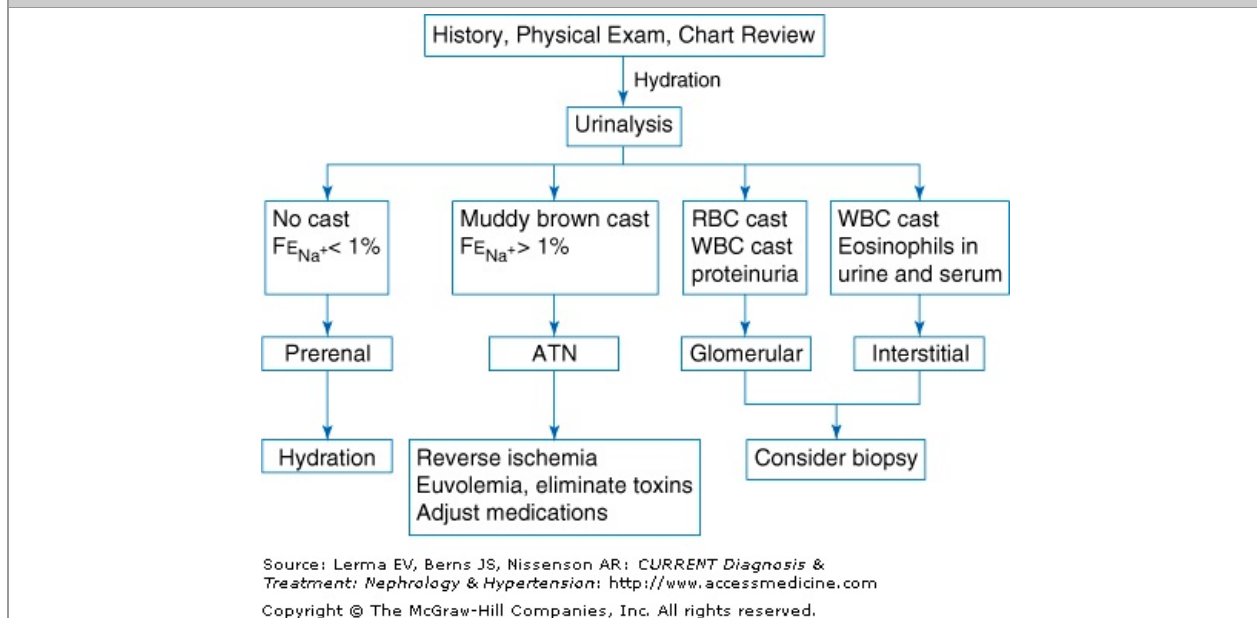 History, Physical Exam, Chart Review
Hydration
Urinalysis
No cast
FENa+< 1%
Muddy brown cast
FENa+> 1%
RBC cast
WBC cast
proteinuria
WBC cast
Eosinophils in
urine and serum
Prerenal
ATN
Glomerular
Interstitial
Hydration
Reverse ischemia
Euvolemia, eliminate toxins
Adjust medications
Consider biopsy
Source: Lerma EV, Berns JS, Nissenson AR: CURRENT Diagnosis &
Treatment: Nephrology & Hypertension: http://www.accessmedicine.com
Copyright © The McGraw-Hill Companies, Inc. All rights reserved.